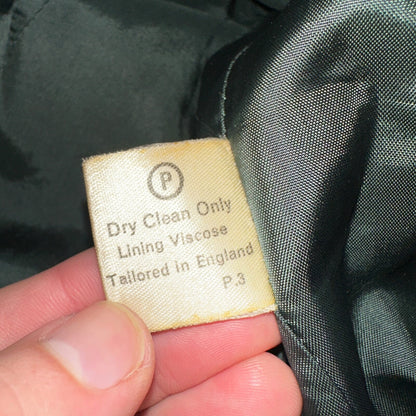 P
Dry Clean Only
Lining Viscose
Tailored in England
P.3